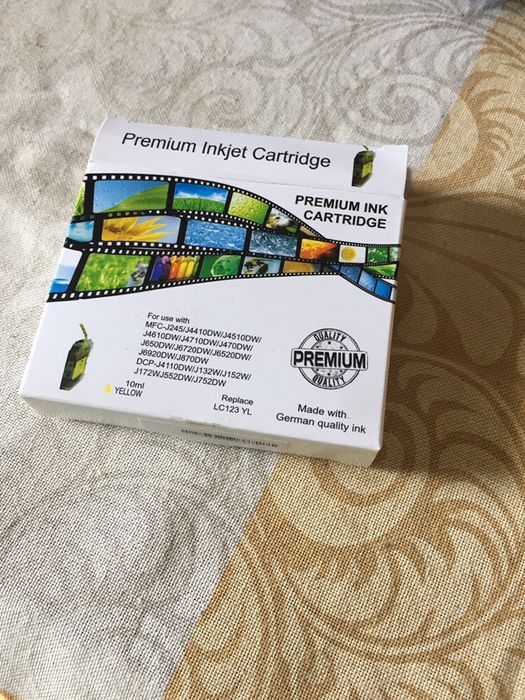 Premium Inkjet Cartridge
PREMIUM INK
CARTRIDGE
For use with
MFC-J245/J4410DW/J4510DW/
J4610DW/J4710DW/J470DW/
J650DW/J6720DW/J6520DW/
J6920DW/J870DW
DCP-J4110DW/J132W/J152W/
J172WJ552DW/J752DW
10ml
YELLOW
Replace
LC123 YL
QUALITY
PREMIUM
QUALITY
Made with
German quality ink